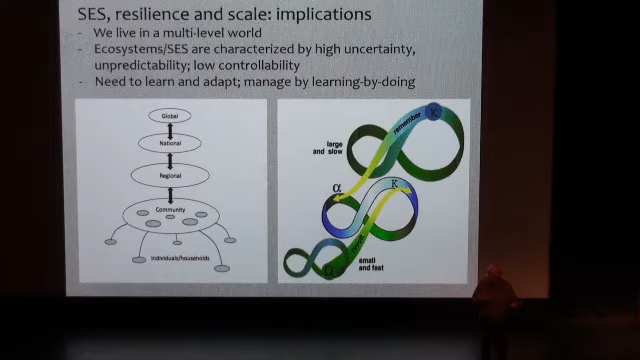 SES, resilience and scale: implications
- We live in a multi-level world
- Ecosystems/SES are characterized by high uncertainty,
unpredictability; low controllability
- Need to learn and adapt; manage by learning-by-doing
Global
National
Regional
Community
Individuals/households
remember
K
large
and slow
α
K
revolt
Ω
small
and fast